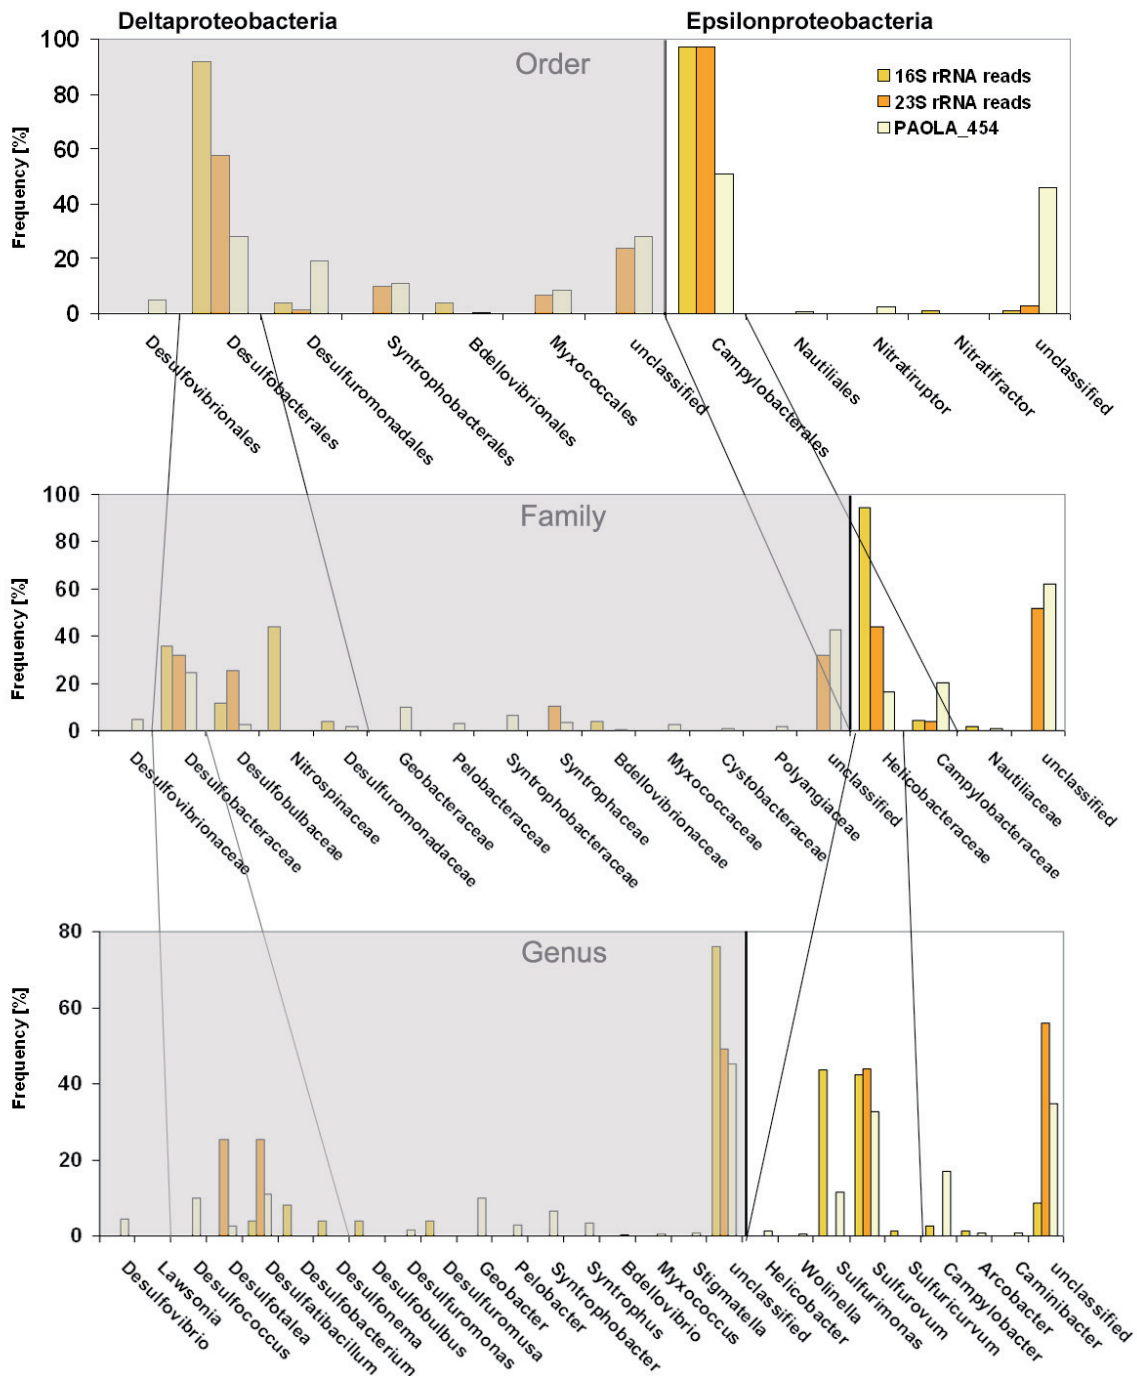 Deltaproteobacteria
Epsilonproteobacteria
Order
16S rRNA reads
23S rRNA reads
PAOLA_454
Frequency [%]
100
80
60
40
20
0
Desulfovibrionales
Desulfobacterales
Desulfuromonadales
Syntrophobacterales
Bdellovibrionales
Myxococcales
unclassified
Campylobacterales
Nautiliales
Nitratiruptor
Nitratifractor
unclassified
Family
Frequency [%]
100
80
60
40
20
0
Desulfovibrionaceae
Desulfobacteraceae
Desulfobulbaceae
Nitrospinaceae
Desulfuromonadaceae
Geobacteraceae
Pelobacteraceae
Syntrophobacteraceae
Syntrophaceae
Bdellovibrionaceae
Myxococcaceae
Cystobacteraceae
Polyangiaceae
unclassified
Helicobacteraceae
Campylobacteraceae
Nautiliaceae
unclassified
Genus
Frequency [%]
80
60
40
20
0
Desulfovibrio
Lawsonia
Desulfococcus
Desulfotalea
Desulfatibacillum
Desulfobacterium
Desulfonema
Desulfobulbus
Desulfuromonas
Desulfuromusa
Geobacter
Pelobacter
Syntrophobacter
Syntrophus
Bdellovibrio
Myxococcus
Stigmatella
unclassified
Helicobacter
Wolinella
Sulfurimonas
Sulfurovum
Sulfuricurvum
Campylobacter
Arcobacter
Caminibacter
unclassified